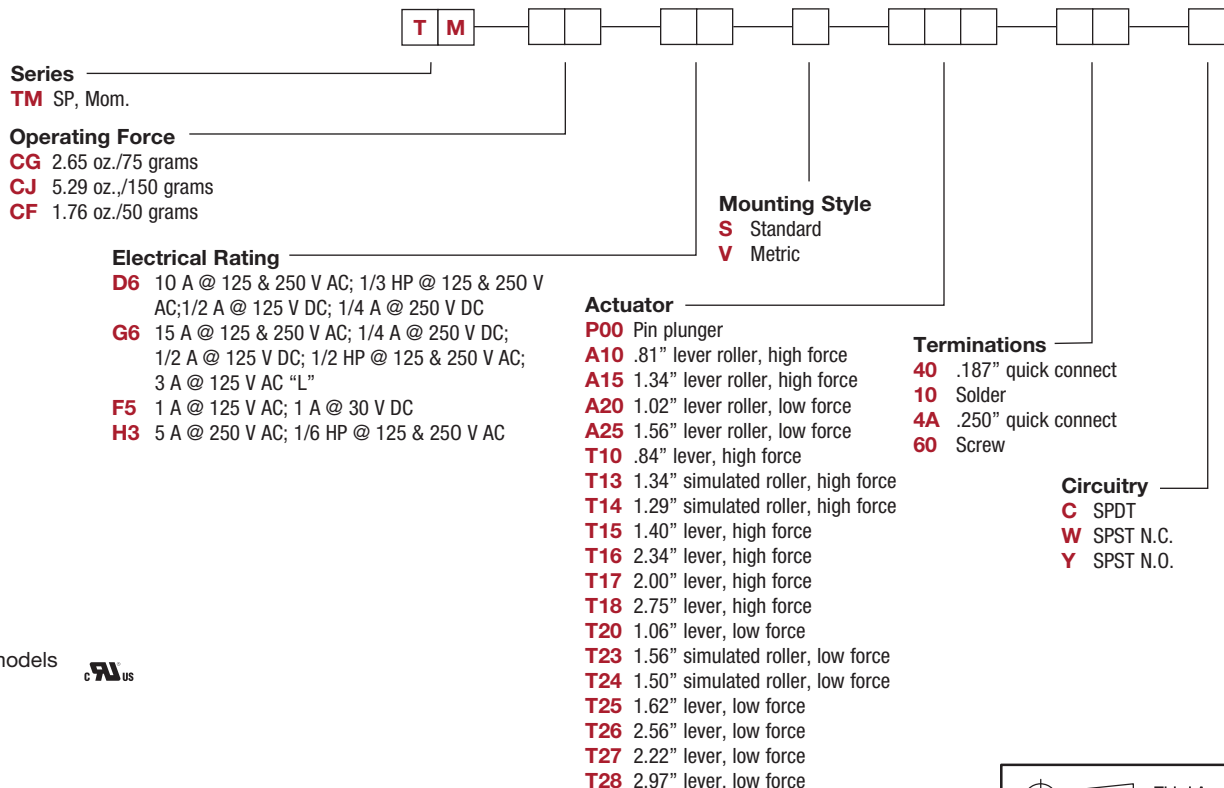 T M
Series
TM SP, Mom.
Operating Force
CG 2.65 oz./75 grams
CJ 5.29 oz.,/150 grams
CF 1.76 oz./50 grams
Electrical Rating
D6 10 A @ 125 & 250 V AC; 1/3 HP @ 125 & 250 V
AC;1/2 A @ 125 V DC; 1/4 A @ 250 V DC
G6 15 A @ 125 & 250 V AC; 1/4 A @ 250 V DC;
1/2 A @ 125 V DC; 1/2 HP @ 125 & 250 V AC;
3 A @ 125 V AC “L”
F5 1 A @ 125 V AC; 1 A @ 30 V DC
H3 5 A @ 250 V AC; 1/6 HP @ 125 & 250 V AC
Mounting Style
S Standard
V Metric
Actuator
P00 Pin plunger
A10 .81” lever roller, high force
A15 1.34” lever roller, high force
A20 1.02” lever roller, low force
A25 1.56” lever roller, low force
T10 .84” lever, high force
T13 1.34” simulated roller, high force
T14 1.29” simulated roller, high force
T15 1.40” lever, high force
T16 2.34” lever, high force
T17 2.00” lever, high force
T18 2.75” lever, high force
T20 1.06” lever, low force
T23 1.56” simulated roller, low force
T24 1.50” simulated roller, low force
T25 1.62” lever, low force
T26 2.56” lever, low force
T27 2.22” lever, low force
T28 2.97” lever, low force
Terminations
40 .187” quick connect
10 Solder
4A .250” quick connect
60 Screw
Circuitry
C SPDT
W SPST N.C.
Y SPST N.O.
models
c RU US